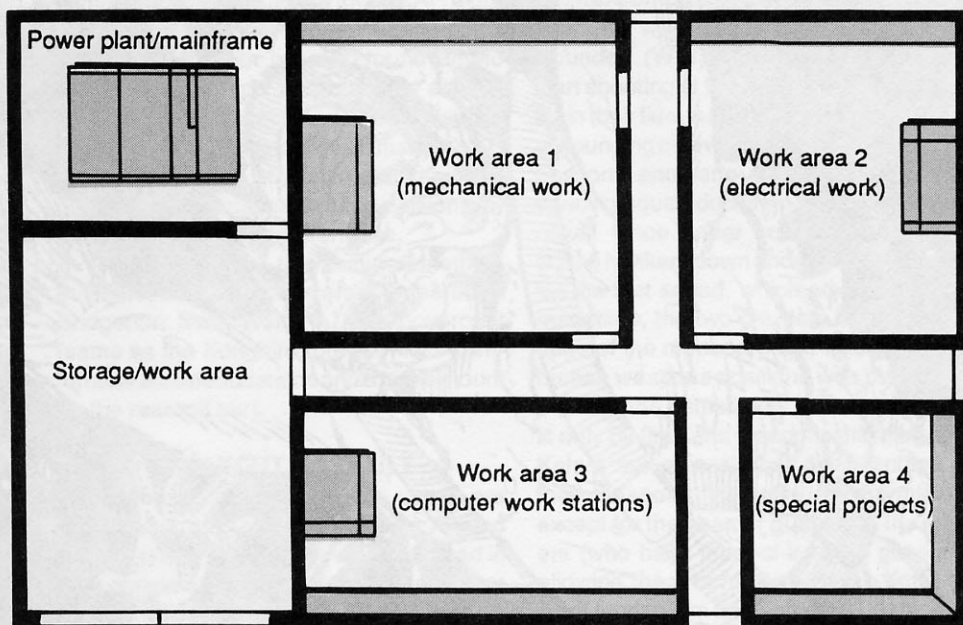 Power plant/mainframe
Work area 1
(mechanical work)
Work area 2
(electrical work)
Storage/work area
Work area 3
(computer work stations)
Work area 4
(special projects)